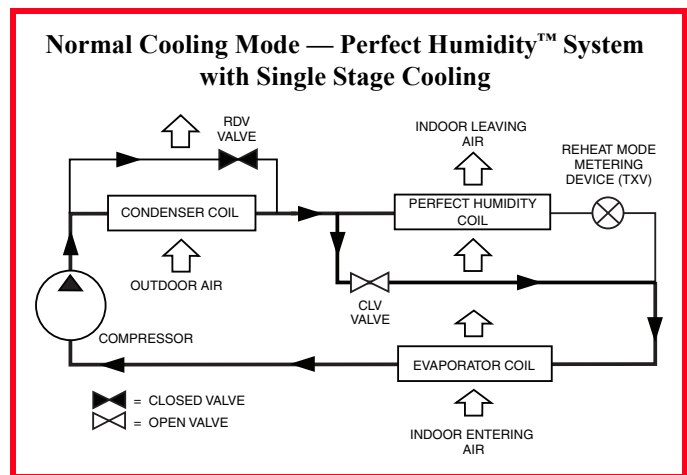 Normal Cooling Mode — Perfect Humidity™ System
with Single Stage Cooling
RDV
VALVE
INDOOR LEAVING
AIR
REHEAT MODE
METERING
DEVICE (TXV)
CONDENSER COIL
PERFECT HUMIDITY
COIL
OUTDOOR AIR
CLV
VALVE
COMPRESSOR
EVAPORATOR COIL
= CLOSED VALVE
= OPEN VALVE
INDOOR ENTERING
AIR